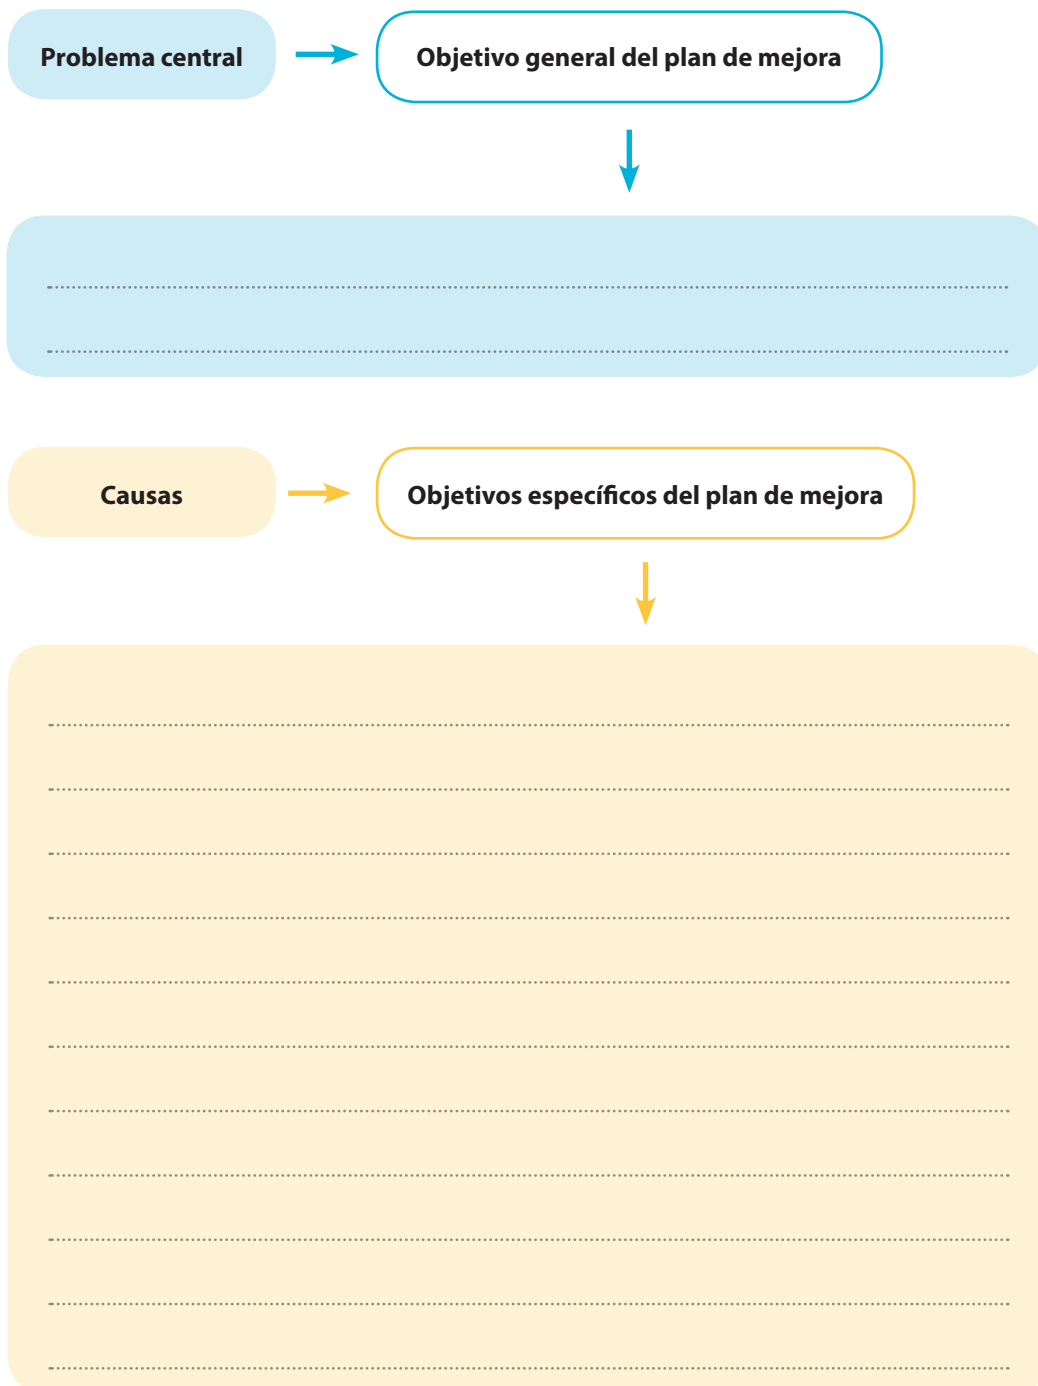 Problema central
Objetivo general del plan de mejora
Causas
Objetivos específicos del plan de mejora